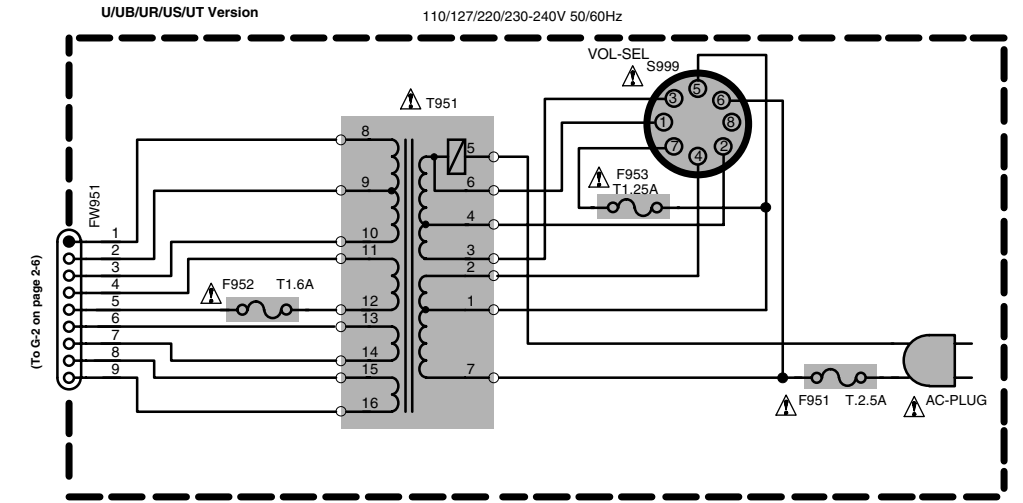 U/UB/UR/US/UT Version
110/127/220/230-240V 50/60Hz
VOL-SEL
S999
T951
5
3
6
1
8
7
4
2
8
5
9
6
F953
T1.25A
4
FW951
10
3
1
2
11
2
3
4
F952
T1.6A
5
12
1
6
13
7
14
8
15
7
9
16
F951
T.2.5A
AC-PLUG
(To G-2 on page 2-6)